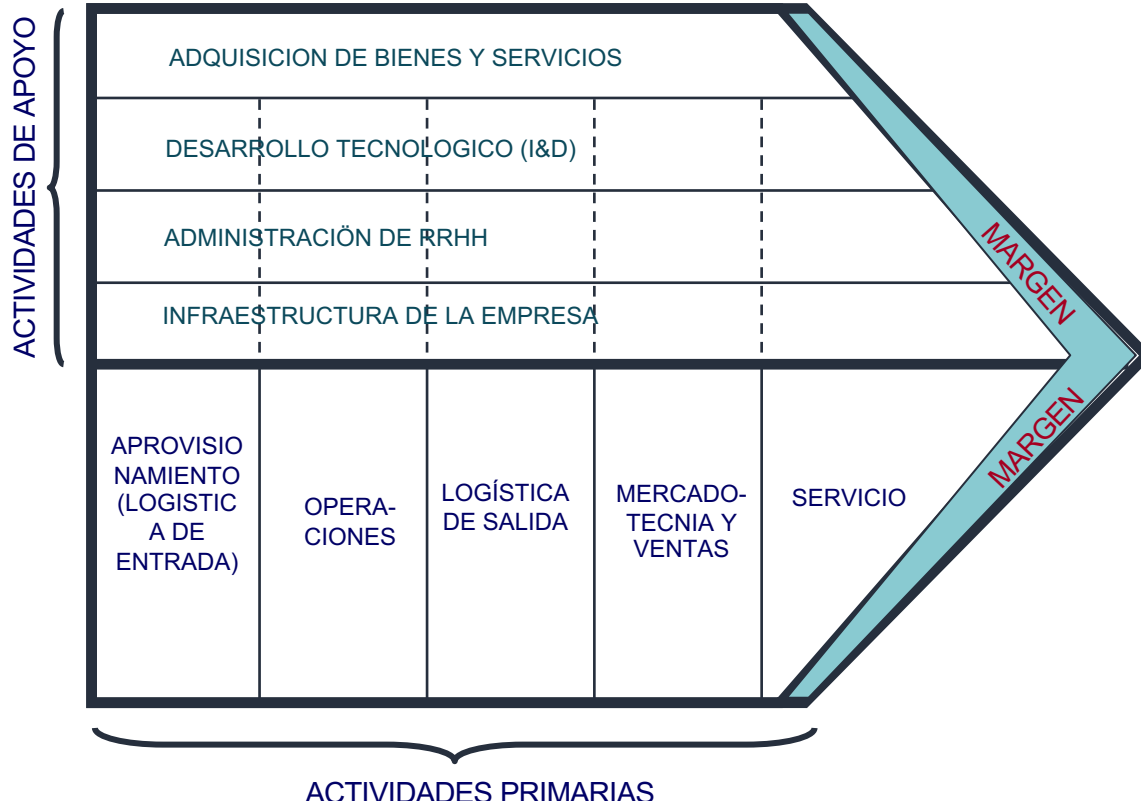 ACTIVIDADES DE APOYO
ADQUISICION DE BIENES Y SERVICIOS
DESARROLLO TECNOLOGICO (I&D)
ADMINISTRACIÖN DE RRHH
INFRAESTRUCTURA DE LA EMPRESA
MARGEN
MARGEN
APROVISIO
NAMIENTO
(LOGISTIC
A DE
ENTRADA)
OPERA-
CIONES
LOGÍSTICA
DE SALIDA
MERCADO-
TECNIA Y
VENTAS
SERVICIO
ACTIVIDADES PRIMARIAS